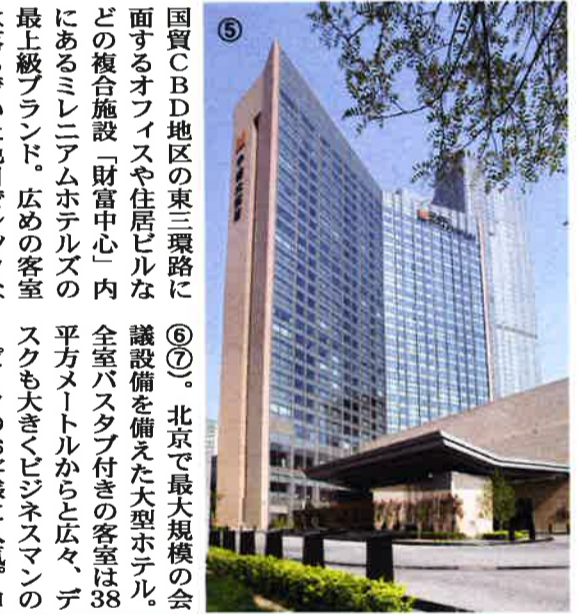 ⑤
国貿CBD地区の東三環路に
面するオフィスや住居ビルな
どの複合施設「財富中心」内
にあるミレニアムホテルズの
最上級ブランド。広めの客室
⑥⑦)。北京で最大規模の会
議設備を備えた大型ホテル。
全室バスタブ付きの客室は38
平方メートルからと広々、デ
スクも大きくビジネスマンの